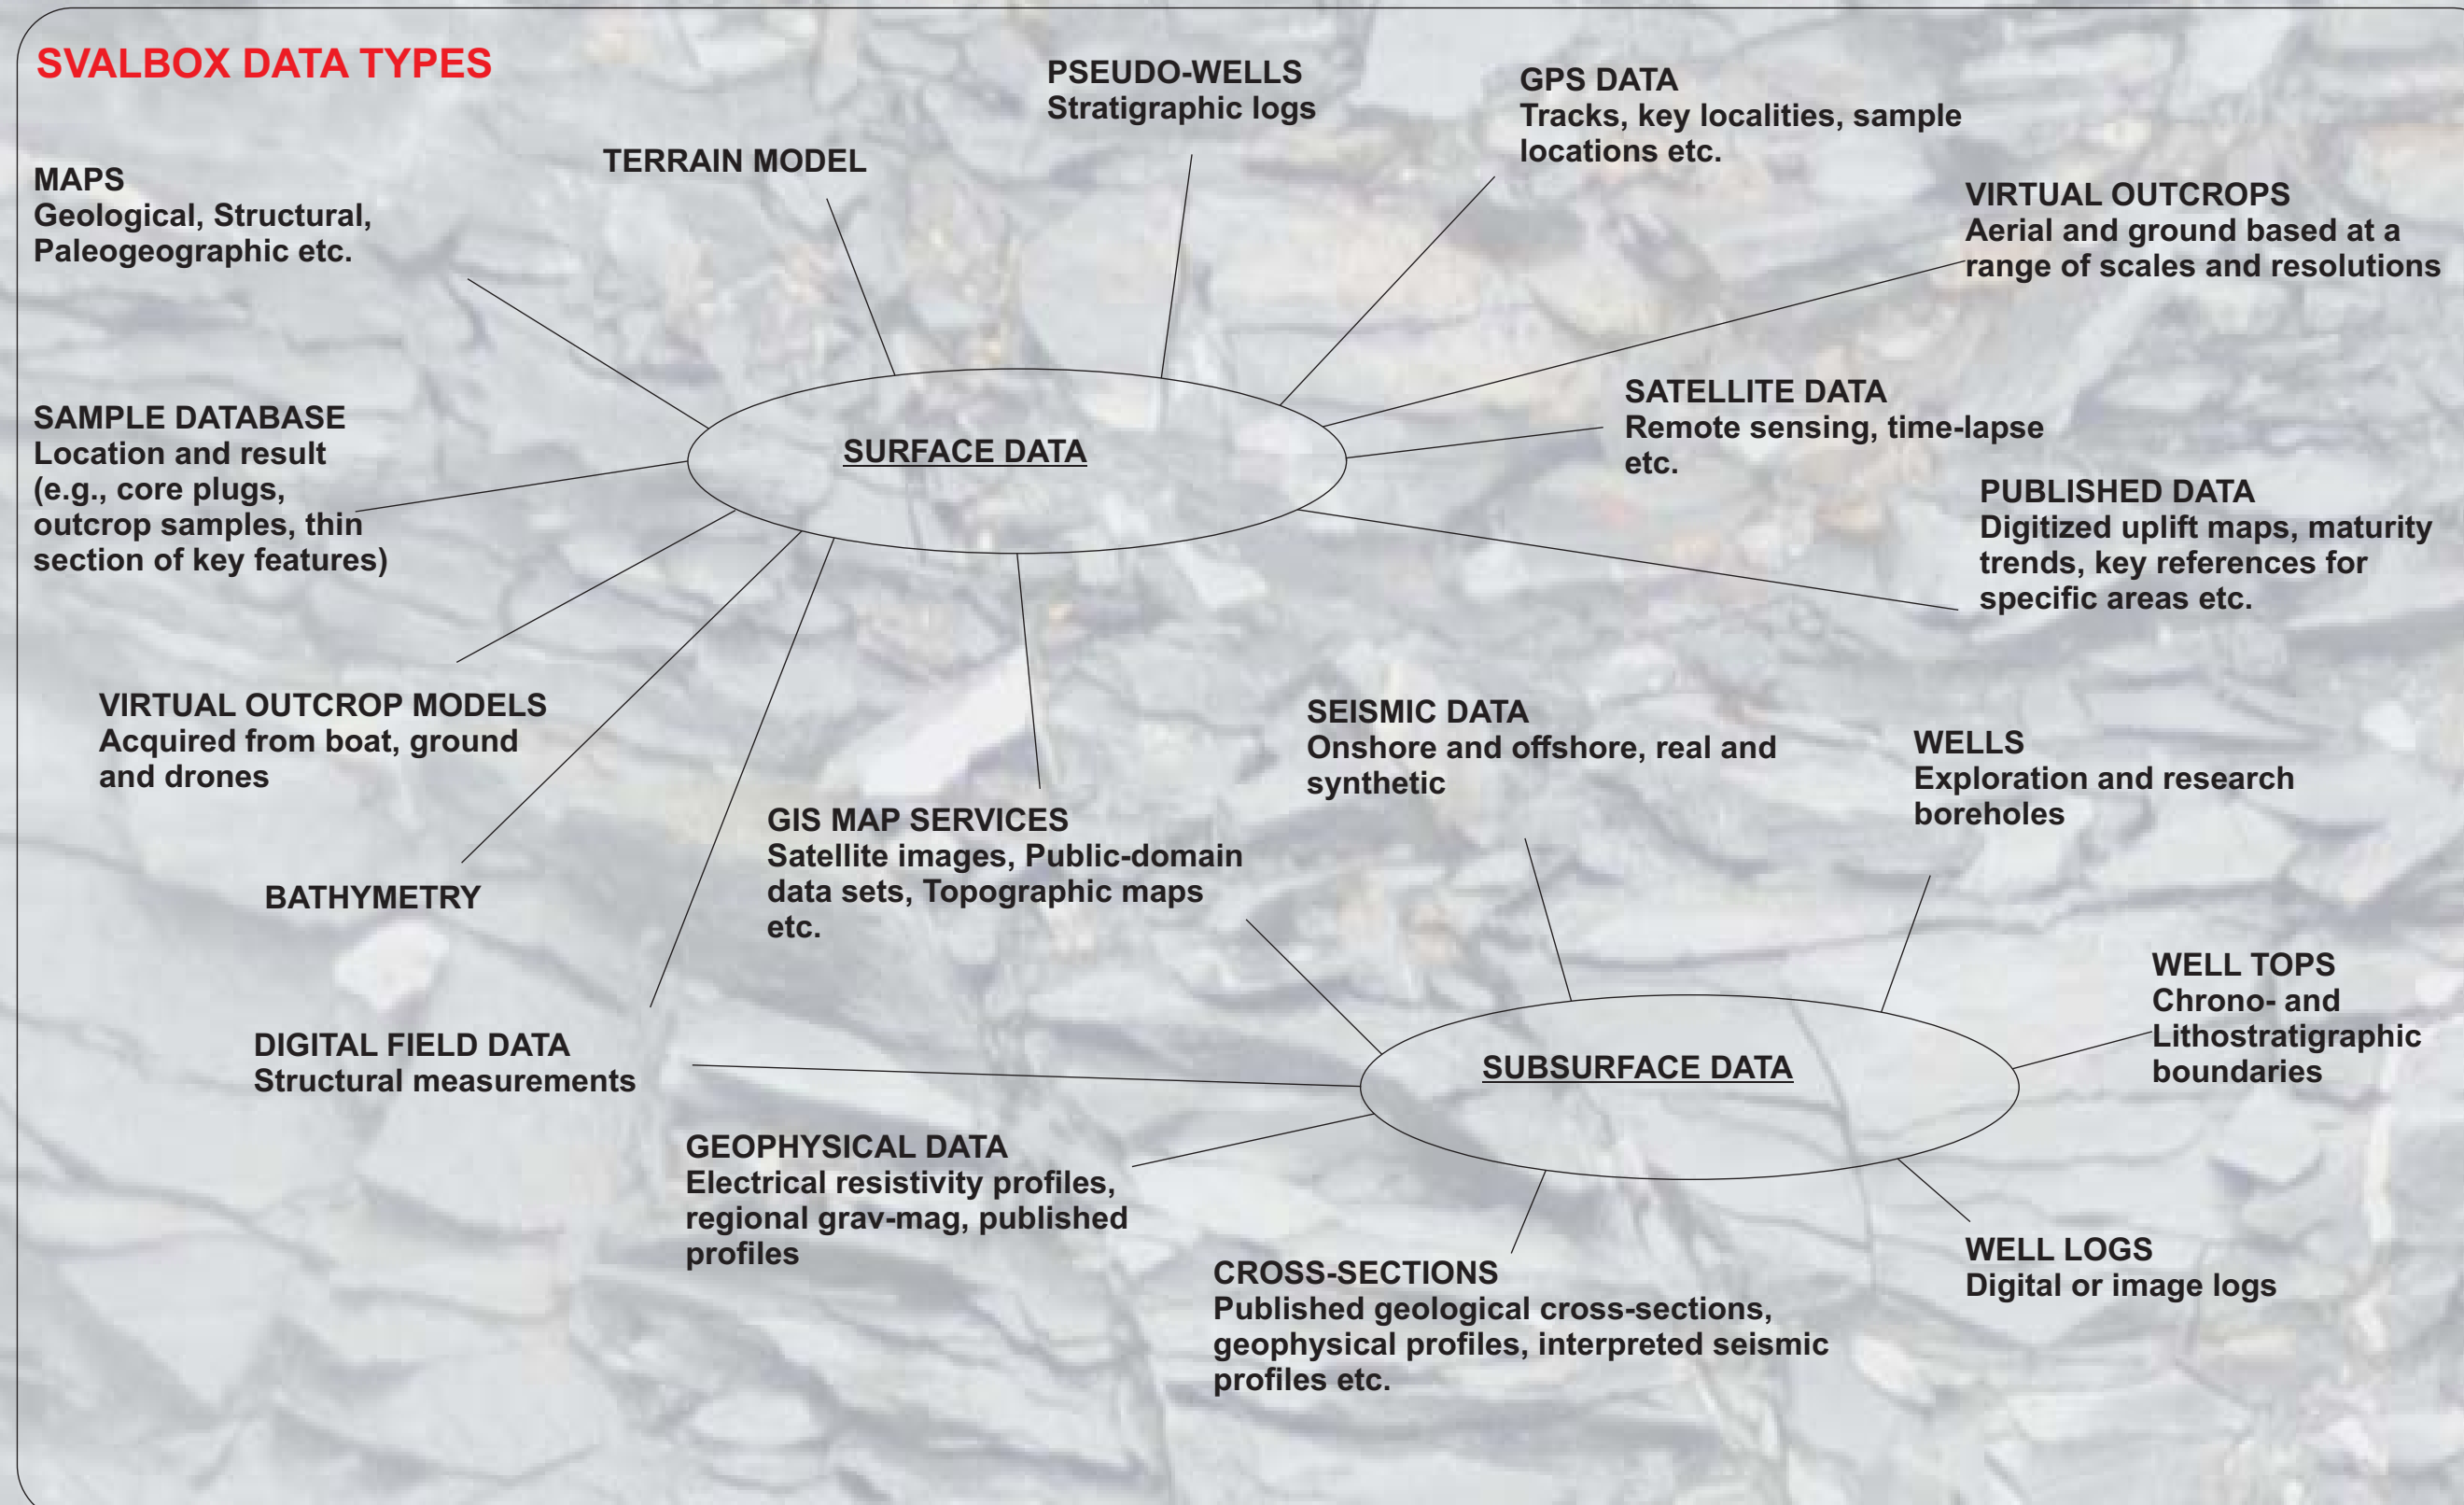 SVALBOX DATA TYPES
PSEUDO-WELLS
Stratigraphic logs
GPS DATA
Tracks, key localities, sample
locations etc.
TERRAIN MODEL
MAPS
Geological, Structural,
Paleogeographic etc.
VIRTUAL OUTCROPS
Aerial and ground based at a
range of scales and resolutions
SAMPLE DATABASE
Location and result
(e.g., core plugs,
outcrop samples, thin
section of key features)
SURFACE DATA
SATELLITE DATA
Remote sensing, time-lapse
etc.
PUBLISHED DATA
Digitized uplift maps, maturity
trends, key references for
specific areas etc.
VIRTUAL OUTCROP MODELS
Acquired from boat, ground
and drones
SEISMIC DATA
Onshore and offshore, real and
synthetic
WELLS
Exploration and research
boreholes
GIS MAP SERVICES
Satellite images, Public-domain
data sets, Topographic maps
etc.
BATHYMETRY
WELL TOPS
Chrono- and
Lithostratigraphic
boundaries
DIGITAL FIELD DATA
Structural measurements
SUBSURFACE DATA
GEOPHYSICAL DATA
Electrical resistivity profiles,
regional grav-mag, published
profiles
WELL LOGS
Digital or image logs
CROSS-SECTIONS
Published geological cross-sections,
geophysical profiles, interpreted seismic
profiles etc.